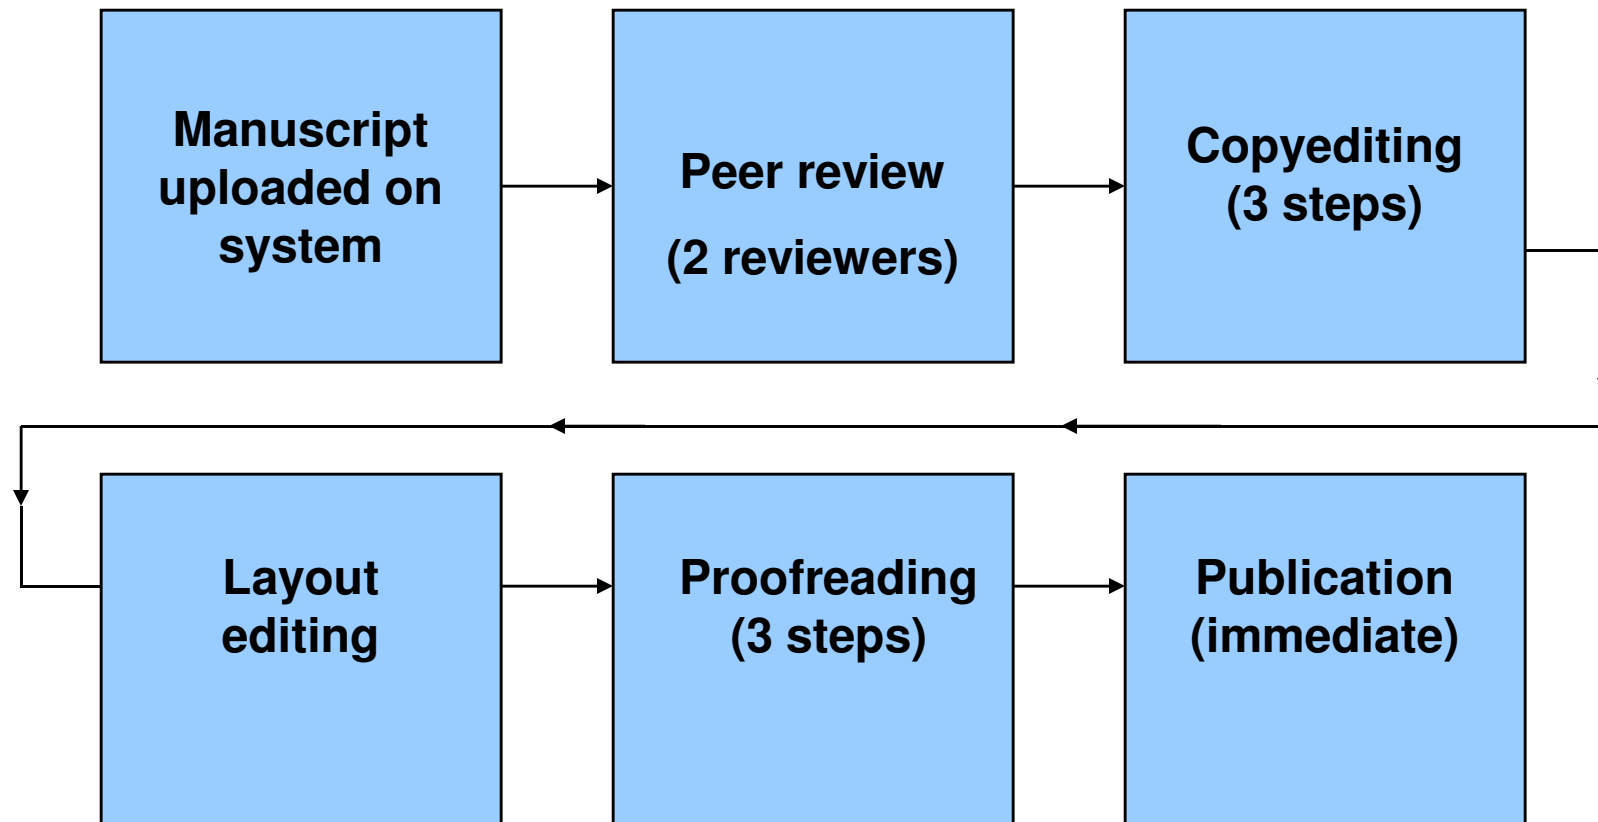 Manuscript
uploaded on
system
Peer review
(2 reviewers)
Copyediting
(3 steps)
Layout
editing
Proofreading
(3 steps)
Publication
(immediate)